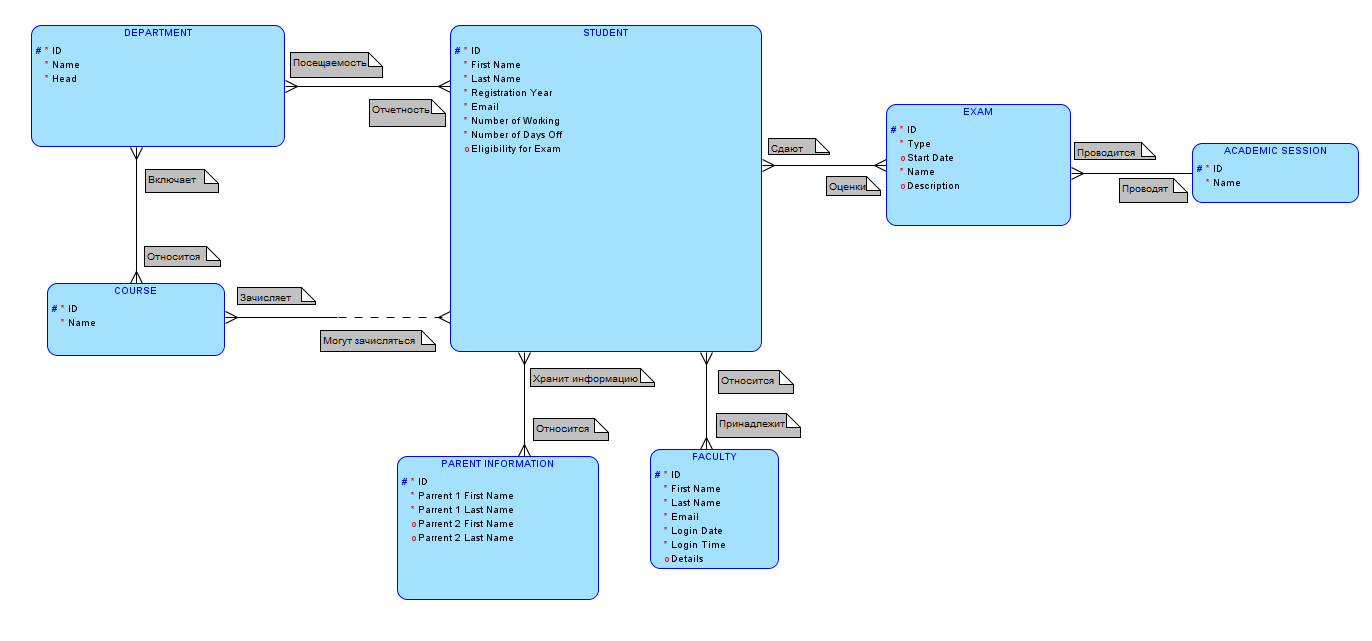 DEPARTMENT
# * ID
* Name
* Head
Посещаемость
Отчетность
STUDENT
# * ID
* First Name
* Last Name
* Registration Year
* Email
* Number of Working
* Number of Days Off
o Eligibility for Exam
Сдают
Оценки
EXAM
# * ID
* Type
o Start Date
* Name
o Description
Проводится
Проводят
ACADEMIC SESSION
# * ID
* Name
Включает
Относится
COURSE
# * ID
* Name
Зачисляет
Могут зачисляться
Хранит информацию
Относится
PARENT INFORMATION
# * ID
* Parrent 1 First Name
* Parrent 1 Last Name
o Parrent 2 First Name
o Parrent 2 Last Name
Относится
Принадлежит
FACULTY
# * ID
* First Name
* Last Name
* Email
* Login Date
* Login Time
o Details